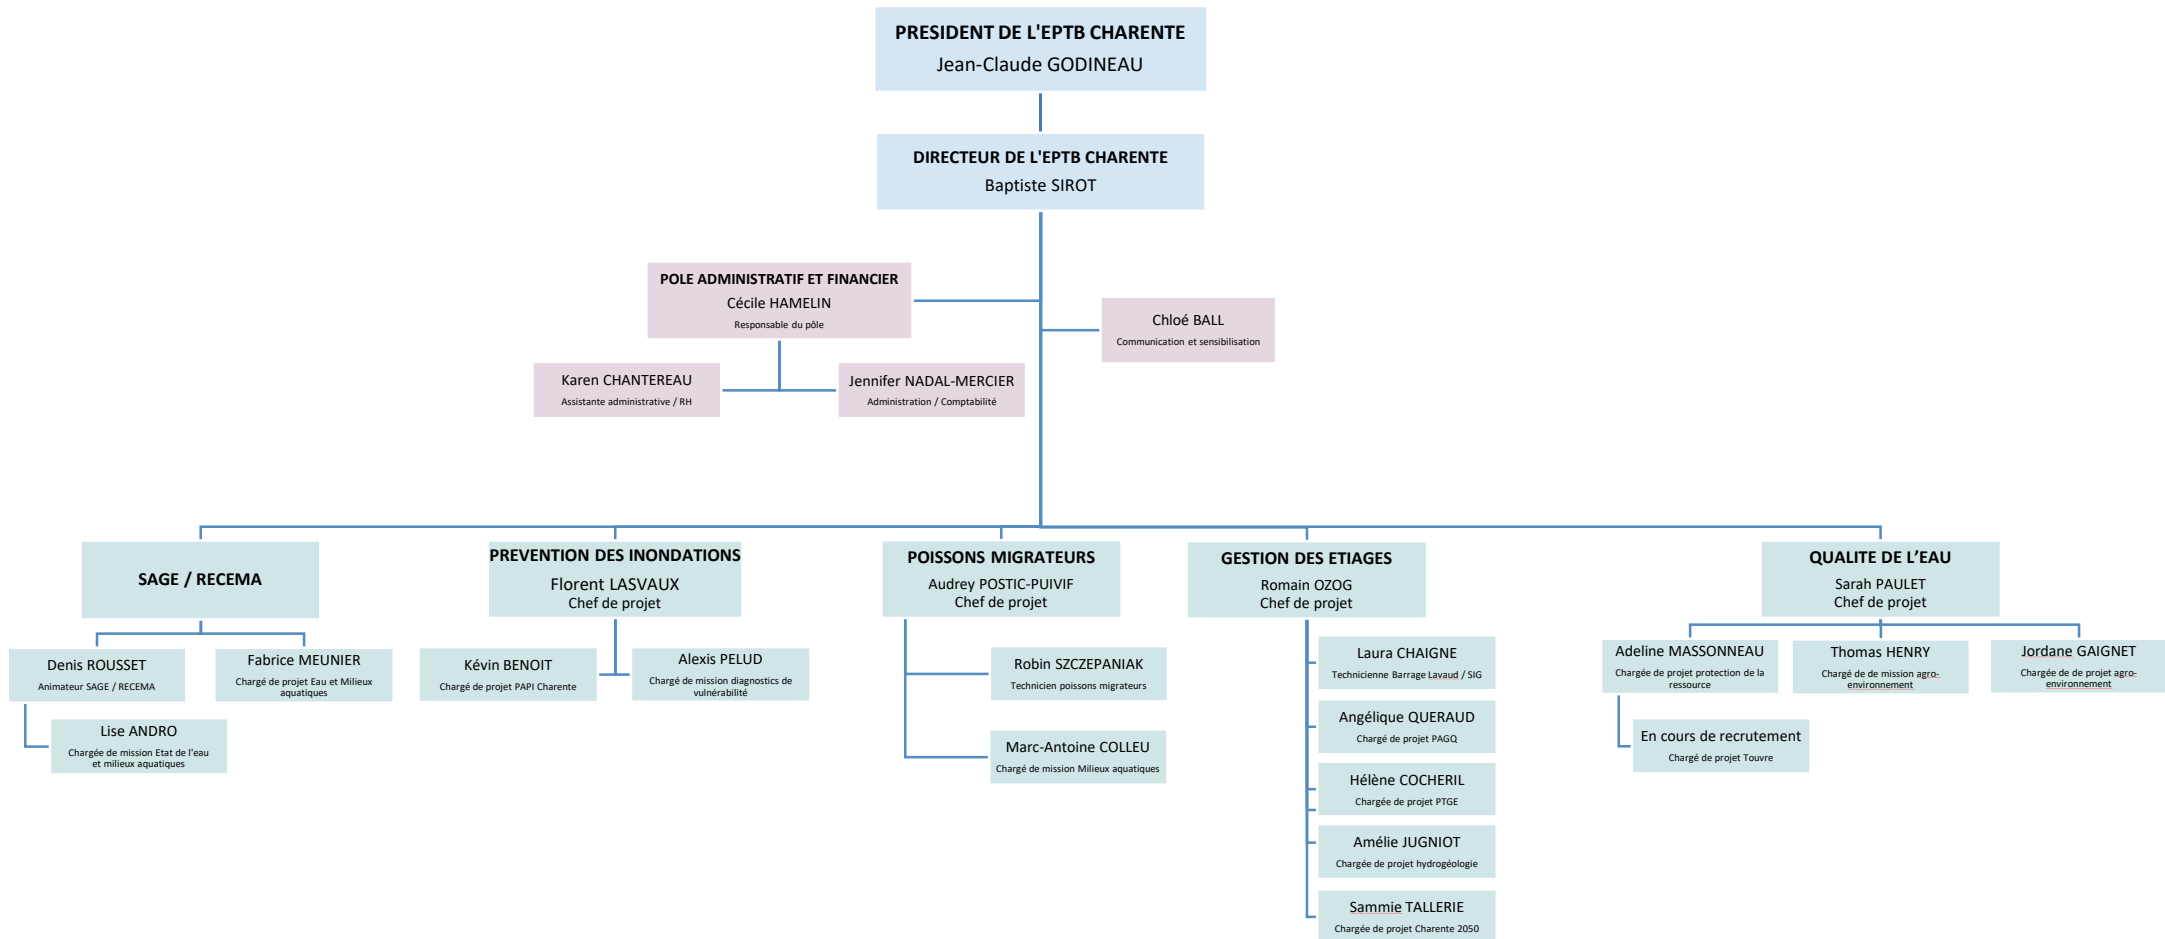 PRESIDENT DE L'EPTB CHARENTE
Jean-Claude GODINEAU
DIRECTEUR DE L'EPTB CHARENTE
Baptiste SIROT
POLE ADMINISTRATIF ET FINANCIER
Cécile HAMELIN
Responsable du pôle
Chloé BALL
Communication et sensibilisation
Karen CHANTEREAU
Assistante administrative / RH
Jennifer NADAL-MERCIER
Administration / Comptabilité
SAGE / RECEMA
Denis ROUSSET
Animateur SAGE / RECEMA
Fabrice MEUNIER
Chargé de projet Eau et Milieux
aquatiques
Lise ANDRO
Chargée de mission Etat de l'eau
et milieux aquatiques
PREVENTION DES INONDATIONS
Florent LASVAUX
Chef de projet
Kévin BENOIT
Chargé de projet PAPI Charente
Alexis PELUD
Chargé de mission diagnostics de
vulnérabilité
POISSONS MIGRATEURS
Audrey POSTIC-PUIVIF
Chef de projet
Robin SZCZEPANIAK
Technicien poissons migrateurs
Marc-Antoine COLLEU
Chargé de mission Milieux aquatiques
GESTION DES ETIAGES
Romain OZOG
Chef de projet
Laura CHAIGNE
Technicienne Barrage Lavaud / SIG
Angélique QUERAUD
Chargé de projet PAGQ
Hélène COCHERIL
Chargée de projet PTGE
Amélie JUGNIOT
Chargée de projet hydrogéologie
Sammie TALLERIE
Chargée de projet Charente 2050
QUALITE DE L’EAU
Sarah PAULET
Chef de projet
Adeline MASSONNEAU
Chargée de projet protection de la
ressource
Thomas HENRY
Chargé de de mission agro-
environnement
Jordane GAIGNET
Chargée de de projet agro-
environnement
En cours de recrutement
Chargé de projet Touvre